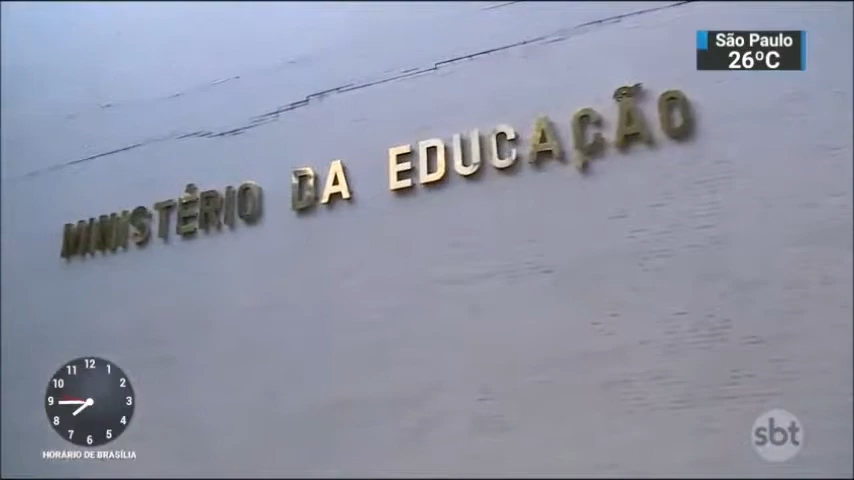 São Paulo
26ºC
MINISTÉRIO DA EDUCAÇÃO
12
1
2
3
4
5
6
7
8
9
10
11
HORÁRIO DE BRASÍLIA
sbt